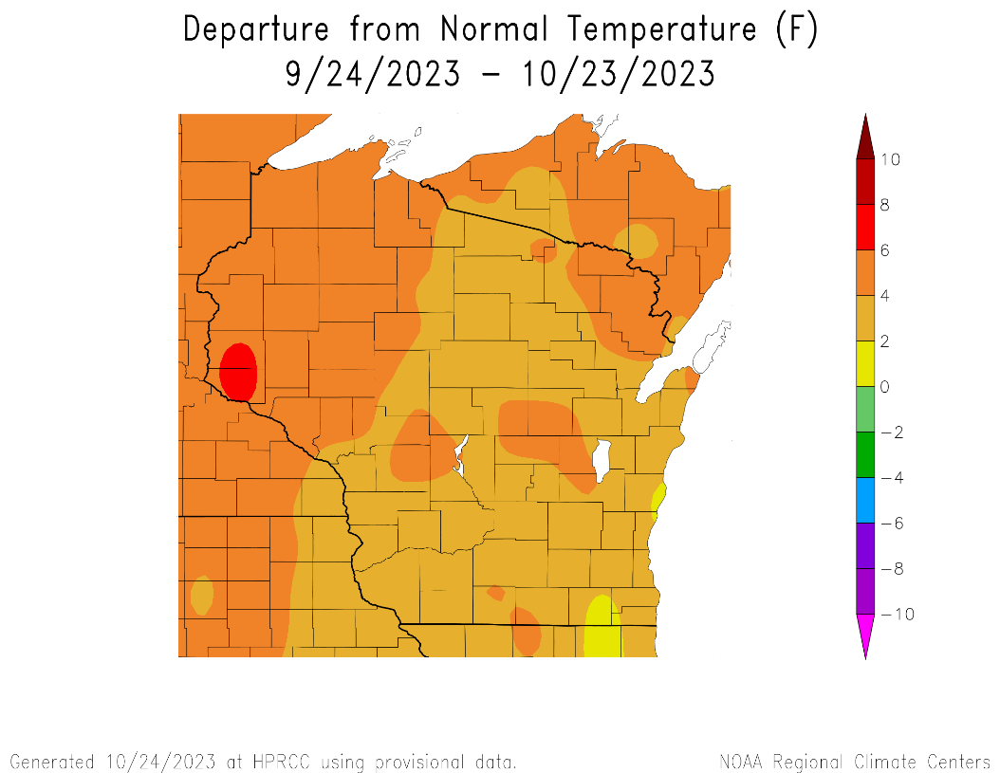 Departure from Normal Temperature (F)
9/24/2023 – 10/23/2023
10
8
6
4
2
0
−2
−4
−6
−8
−10
Generated 10/24/2023 at HPRCC using provisional data.
NOAA Regional Climate Centers